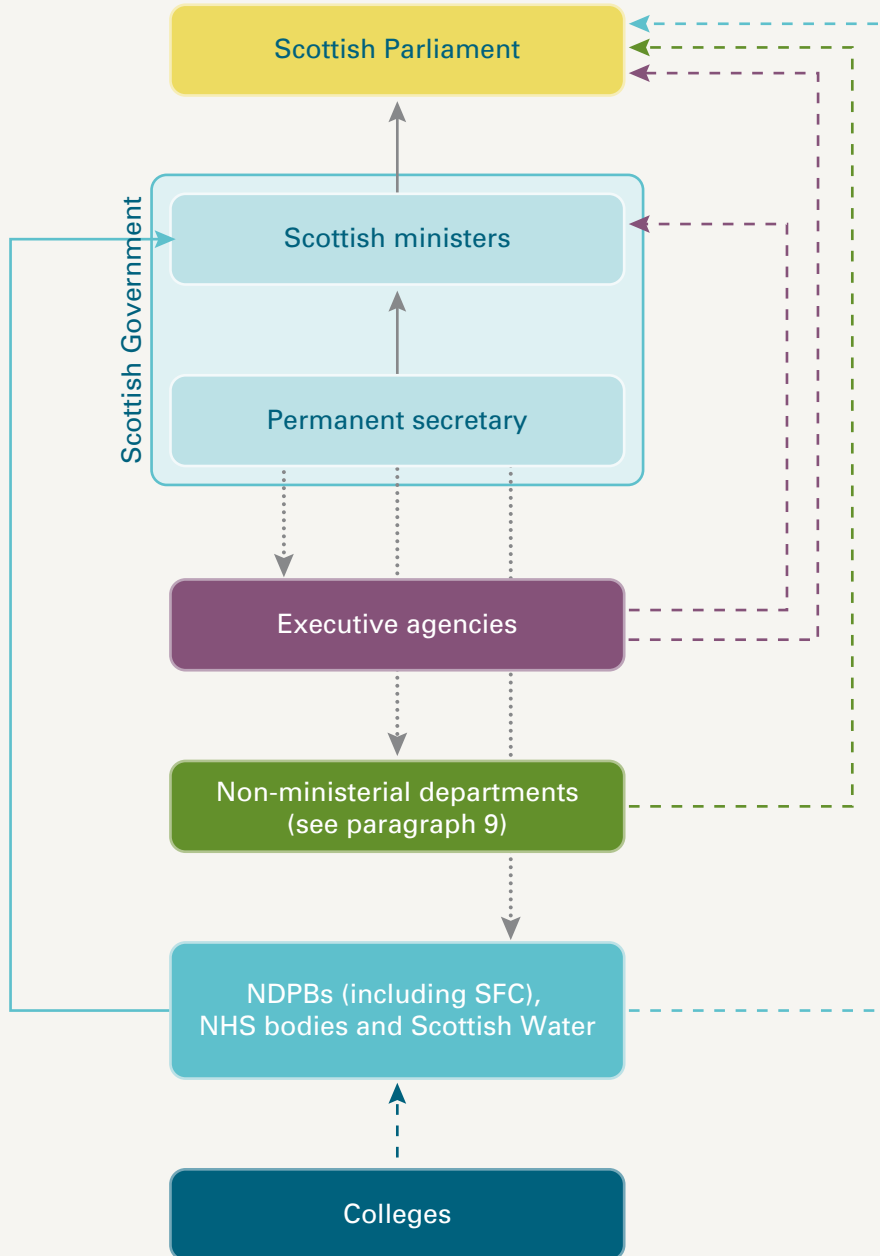 Scottish Parliament
Scottish Government
Scottish ministers
Permanent secretary
Executive agencies
Non-ministerial departments
(see paragraph 9)
NDPBs (including SFC),
NHS bodies and Scottish Water
Colleges